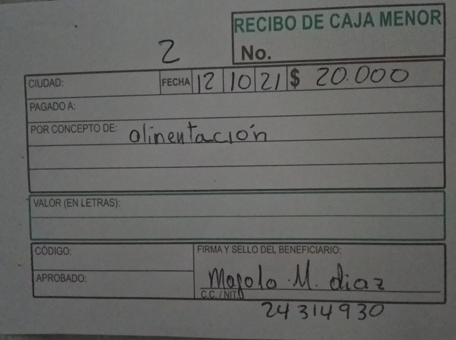 RECIBO DE CAJA MENOR
2 No.
CIUDAD: FECHA 12 10 21 $ 20.000
PAGADO A:
POR CONCEPTO DE: alinentación
VALOR (EN LETRAS):
CÓDIGO: FIRMA Y SELLO DEL BENEFICIARIO:
APROBADO: Magolo M. diaz
C.C. / NIT.
24314930